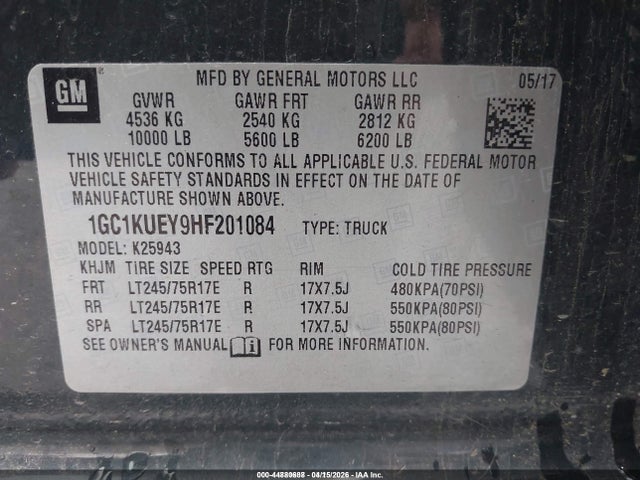 GM
MFD BY GENERAL MOTORS LLC 05/17
GVWR GAWR FRT GAWR RR
4536 KG 2540 KG 2812 KG
10000 LB 5600 LB 6200 LB
THIS VEHICLE CONFORMS TO ALL APPLICABLE U.S. FEDERAL MOTOR
VEHICLE SAFETY STANDARDS IN EFFECT ON THE DATE OF
MANUFACTURE SHOWN ABOVE.
1GC1KUEY9HF201084 TYPE: TRUCK
MODEL: K25943
KHJM TIRE SIZE SPEED RTG RIM COLD TIRE PRESSURE
FRT LT245/75R17E R 17X7.5J 480KPA(70PSI)
RR LT245/75R17E R 17X7.5J 550KPA(80PSI)
SPA LT245/75R17E R 17X7.5J 550KPA(80PSI)
SEE OWNER'S MANUAL FOR MORE INFORMATION.
000-44880888 - 04/15/2026 - IAA, Inc.